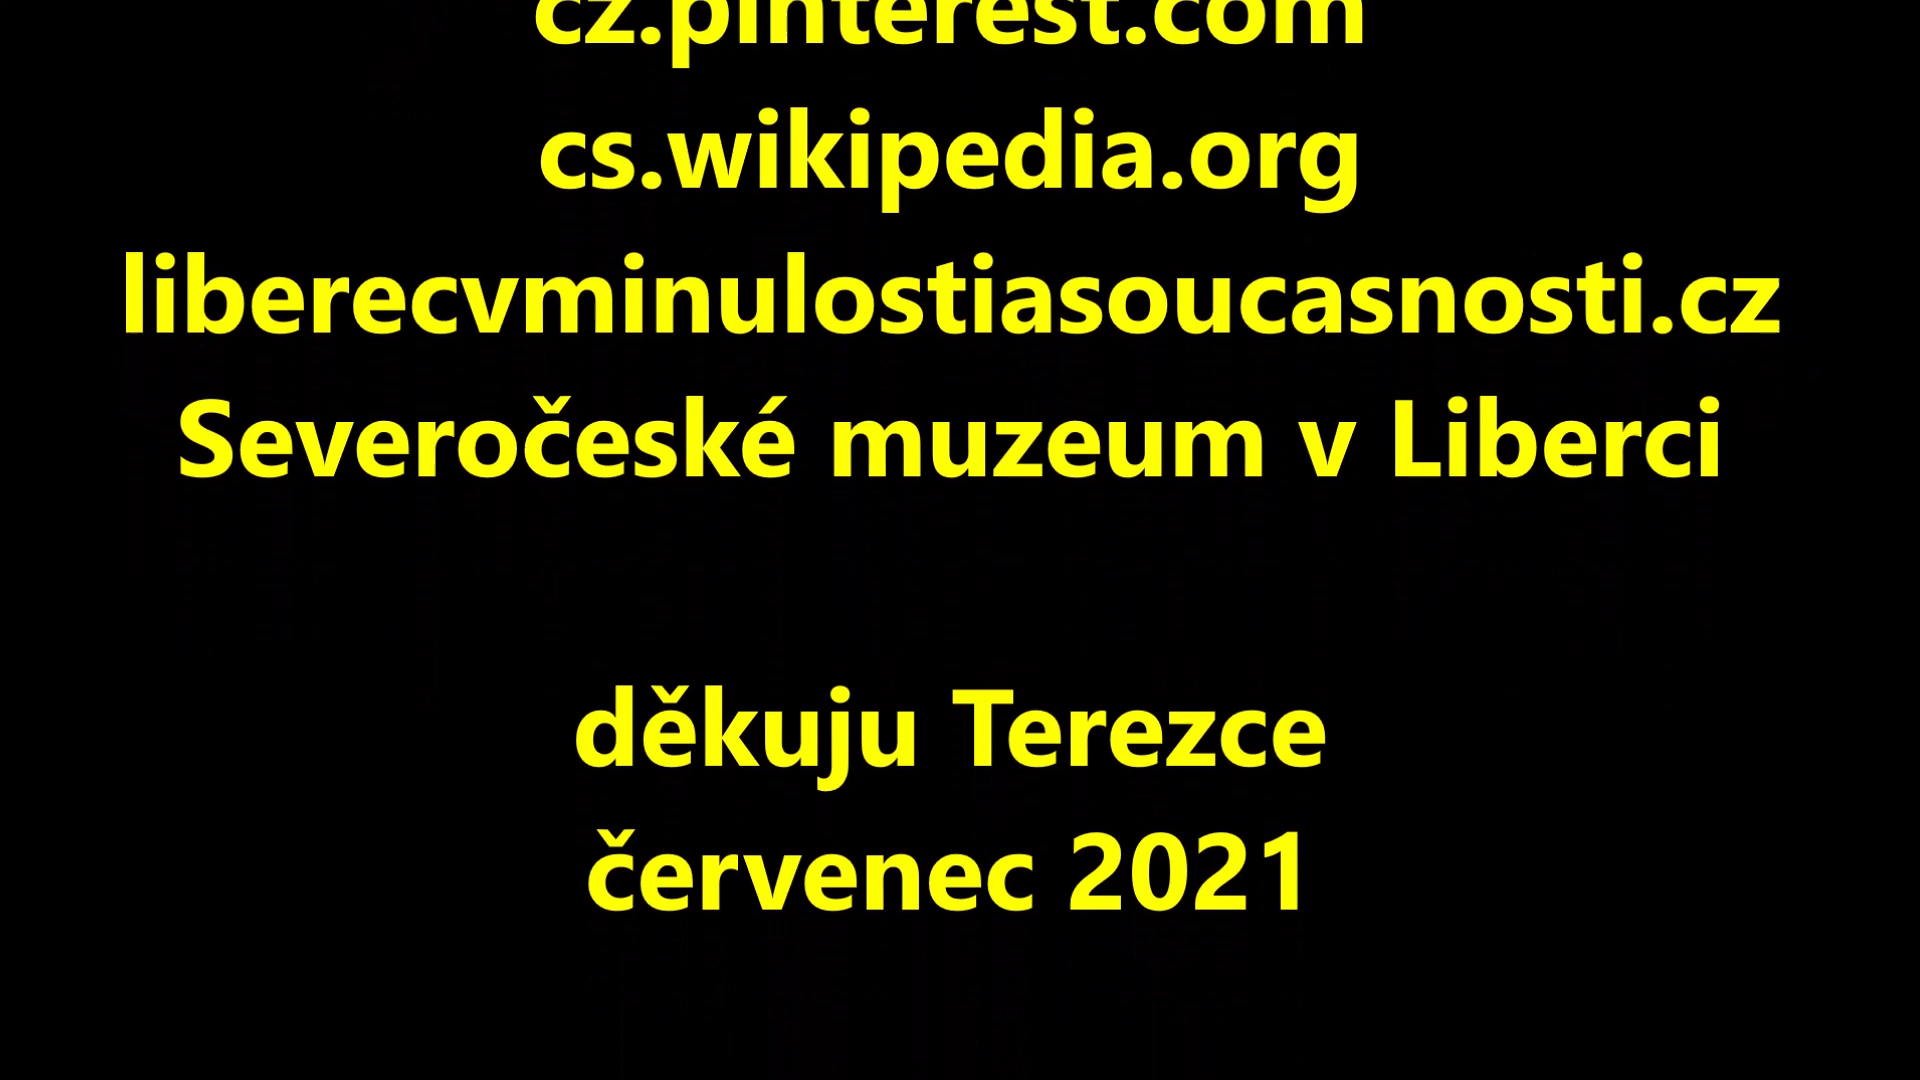 cz.pinterest.com
cs.wikipedia.org
liberecvminulostiasoucasnosti.cz
Severočeské muzeum v Liberci
děkuju Terezce
červenec 2021